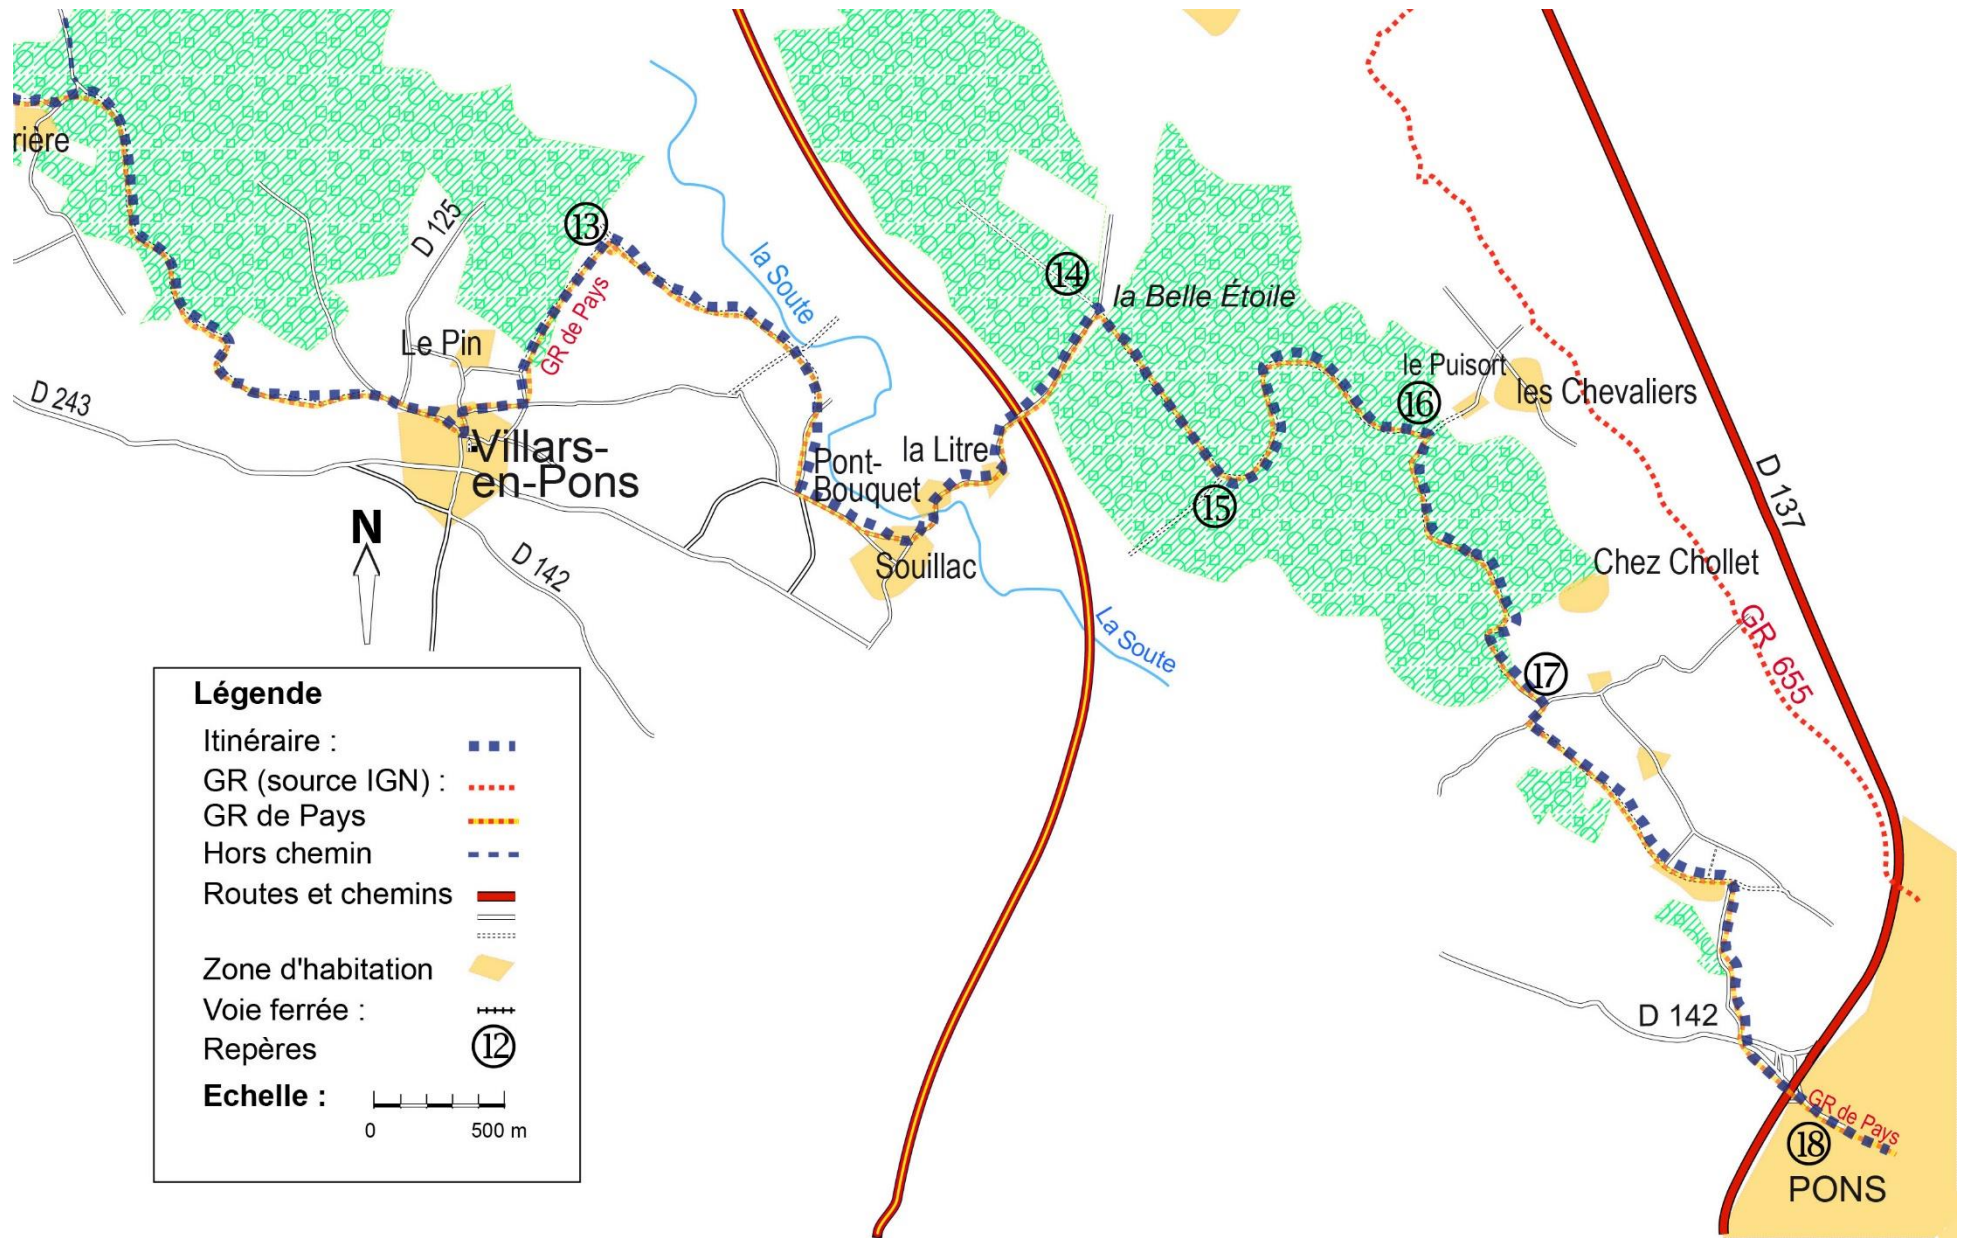 rière
D 125
13
la Soute
GR de Pays
Le Pin
D 243
Villars-
en-Pons
N
D 142
Pont-
Bouquet
la Litre
Souillac
La Soute
14
la Belle Étoile
15
le Puisort
16
les Chevaliers
D 137
Chez Chollet
GR 655
17
D 142
GR de Pays
18
PONS
Légende
Itinéraire :
GR (source IGN) :
GR de Pays
Hors chemin
Routes et chemins
Zone d'habitation
Voie ferrée :
Repères
12
Echelle :
0
500 m